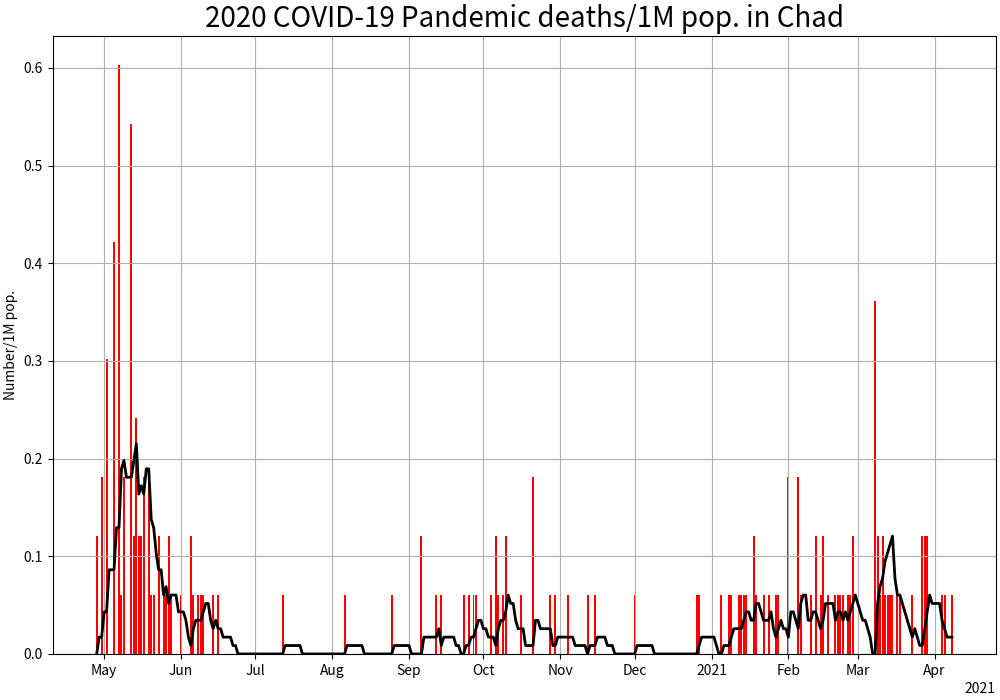 2020 COVID-19 Pandemic deaths/1M pop. in Chad
Number/1M pop.
0.6
0.5
0.4
0.3
0.2
0.1
0.0
May Jun Jul Aug Sep Oct Nov Dec 2021 Feb Mar Apr
2021